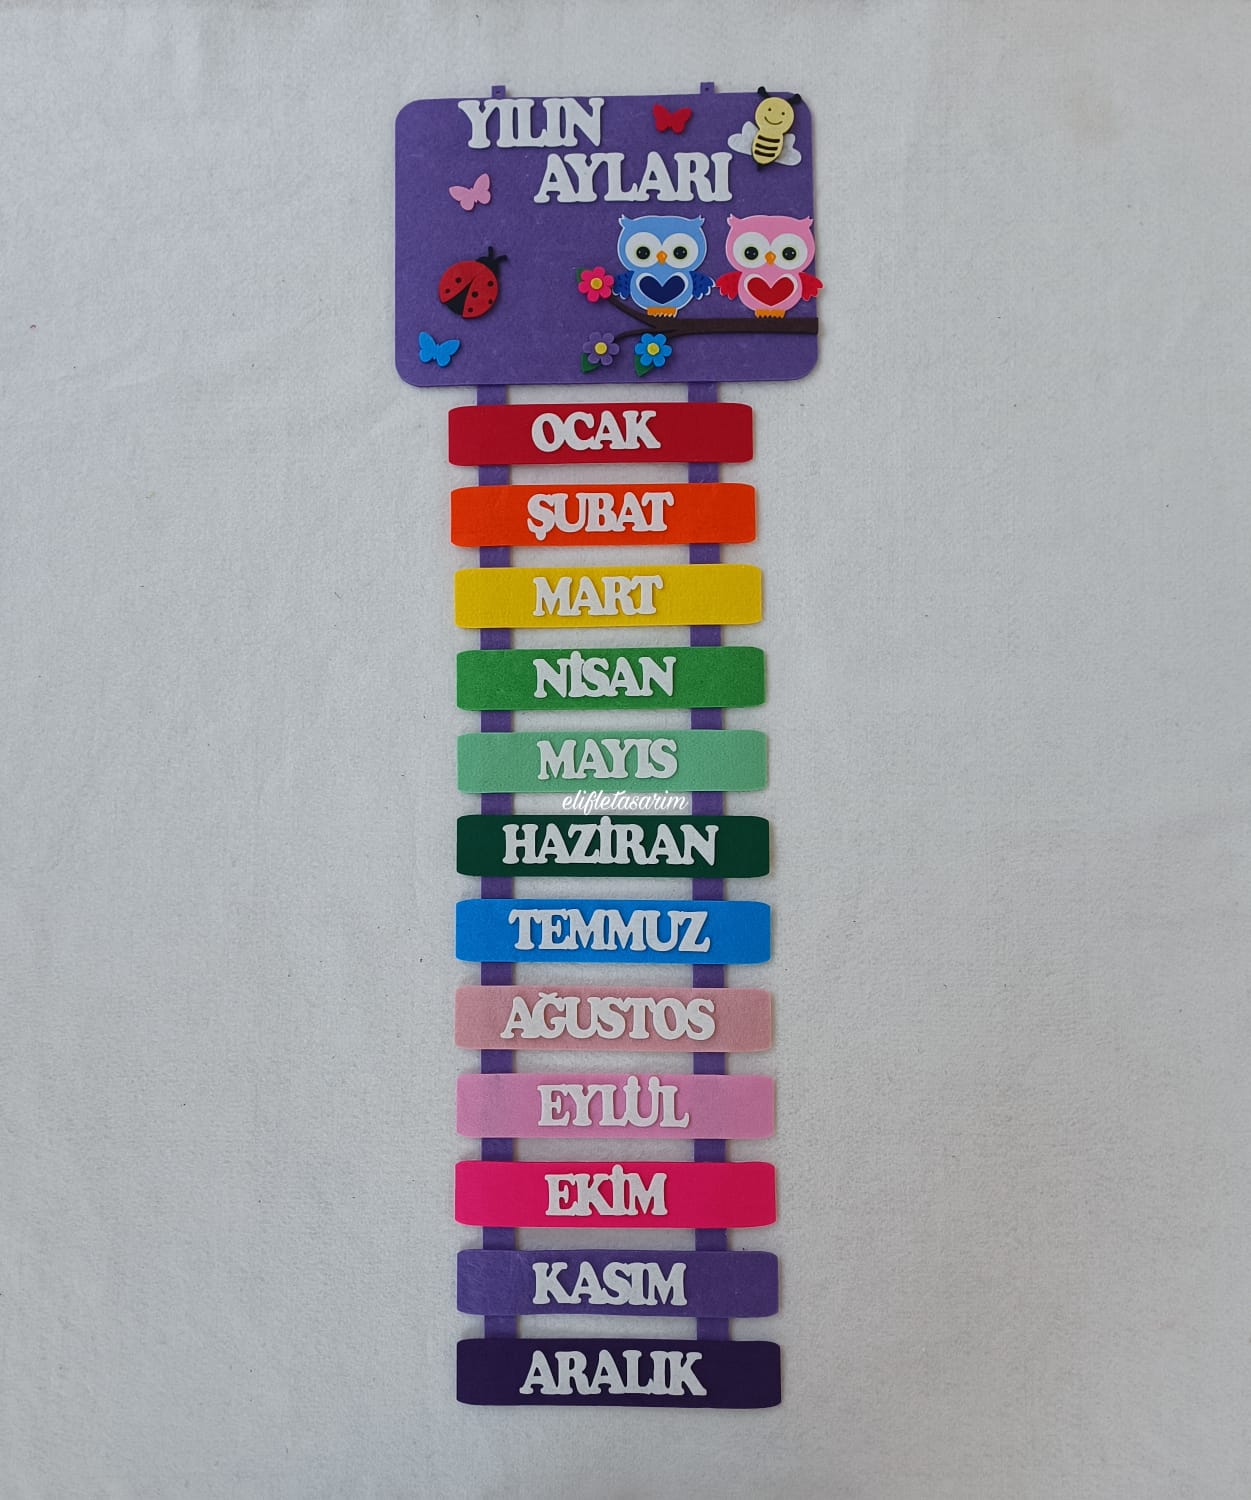 YILIN
AYLARI
OCAK
ŞUBAT
MART
NİSAN
MAYIS
elifletasarim
HAZİRAN
TEMMUZ
AĞUSTOS
EYLÜL
EKİM
KASIM
ARALIK